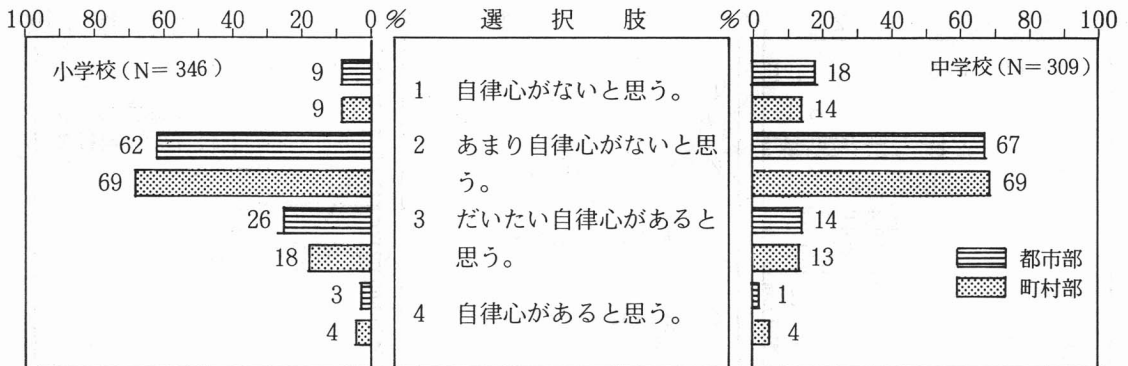 100 80 60 40 20 0 % 選択肢 % 0 20 40 60 80 100
小学校(N=346)
中学校(N=309)
9
9
62
69
26
18
3
4
1 自律心がないと思う。
2 あまり自律心がないと思
う。
3 だいたい自律心があると
思う。
4 自律心があると思う。
18
14
67
69
14
13
1
4
都市部
町村部